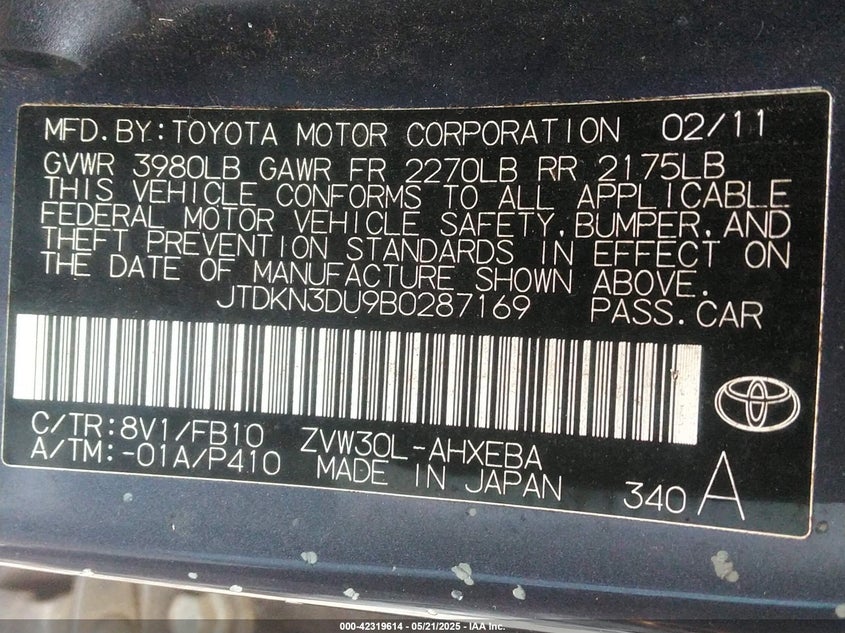 MFD. BY: TOYOTA MOTOR CORPORATION 02/11
GVWR 3980LB GAWR FR 2270LB RR 2175LB
THIS VEHICLE CONFORMS TO ALL APPLICABLE
FEDERAL MOTOR VEHICLE SAFETY, BUMPER, AND
THEFT PREVENTION STANDARDS IN EFFECT ON
THE DATE OF MANUFACTURE SHOWN ABOVE.
JTDKN3DU9B0287169 PASS. CAR
C/TR: 8V1/FB10 ZVW30L-AHXEBA
A/TM: -01A/P410 MADE IN JAPAN 340 A
000-42319614 - 05/21/2025 - IAA Inc.